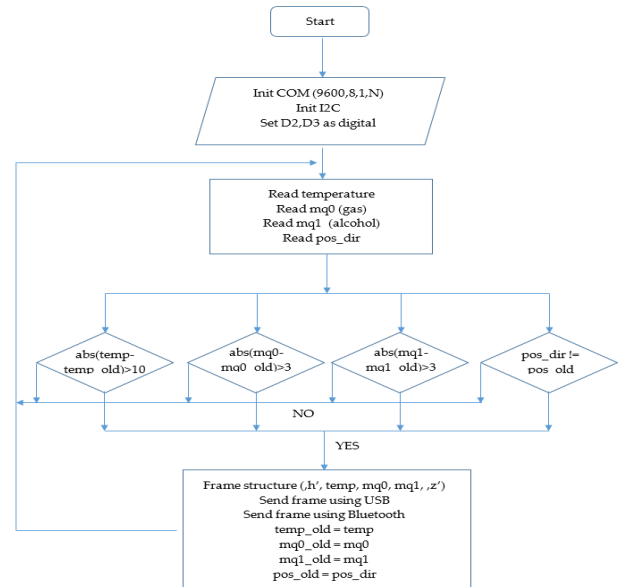 Start
Init COM (9600,8,1,N)
Init I2C
Set D2,D3 as digital
Read temperature
Read mq0 (gas)
Read mq1 (alcohol)
Read pos_dir
abs(temp-
temp_old)>10
abs(mq0-
mq0_old)>3
abs(mq1-
mq1_old)>3
pos_dir !=
pos_old
NO
YES
Frame structure (‚h’, temp, mq0, mq1, ‚z’)
Send frame using USB
Send frame using Bluetooth
temp_old = temp
mq0_old = mq0
mq1_old = mq1
pos_old = pos_dir